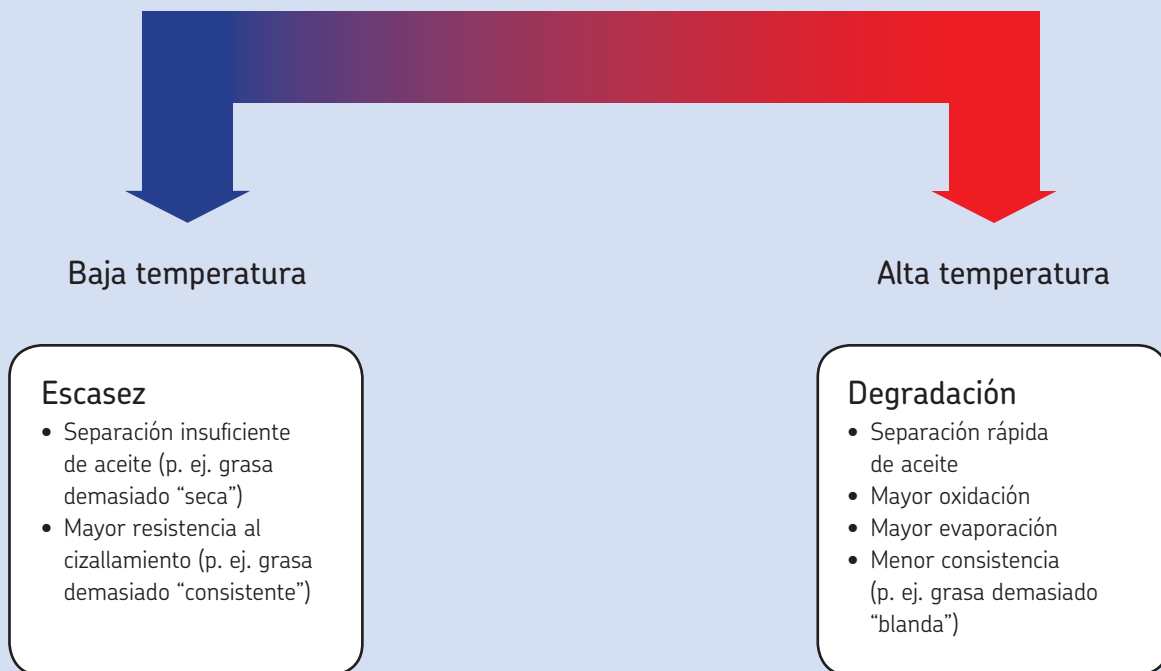 Baja temperatura
Alta temperatura
Escasez
• Separación insuficiente
de aceite (p. ej. grasa
demasiado “seca”)
• Mayor resistencia al
cizallamiento (p. ej. grasa
demasiado “consistente”)
Degradación
• Separación rápida
de aceite
• Mayor oxidación
• Mayor evaporación
• Menor consistencia
(p. ej. grasa demasiado
“blanda”)